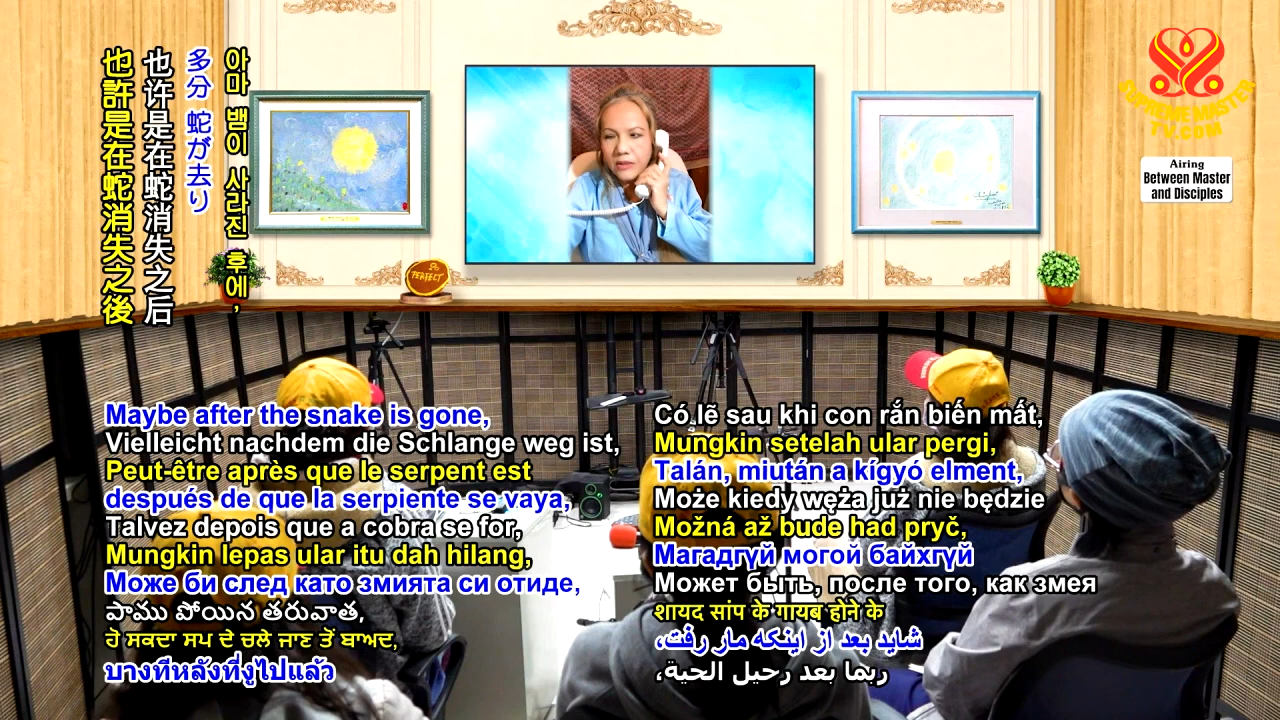 也許是在蛇消失之後
也许是在蛇消失之后
多分 蛇が去り
아마 뱀이 사라진 후에,
SUPREME MASTER
TV.COM
Airing
Between Master
and Disciples
PERFECT
Maybe after the snake is gone,
Vielleicht nachdem die Schlange weg ist,
Peut-être après que le serpent est
después de que la serpiente se vaya,
Talvez depois que a cobra se for,
Mungkin lepas ular itu dah hilang,
Може би след като змията си отиде,
పాము పోయిన తరువాత,
ਹੋ ਸਕਦਾ ਸਪ ਦੇ ਚਲੇ ਜਾਣ ਤੋਂ ਬਾਅਦ,
บางทีหลังที่งูไปแล้ว
Có lẽ sau khi con rắn biến mất,
Mungkin setelah ular pergi,
Talán, miután a kígyó elment,
Może kiedy węża już nie będzie
Možná až bude had pryč,
Магадгүй могой байхгүй
Может быть, после того, как змея
शायद सांप के गायब होने के
شاید بعد از اینکه مار رفت،
ربما بعد رحيل الحية،